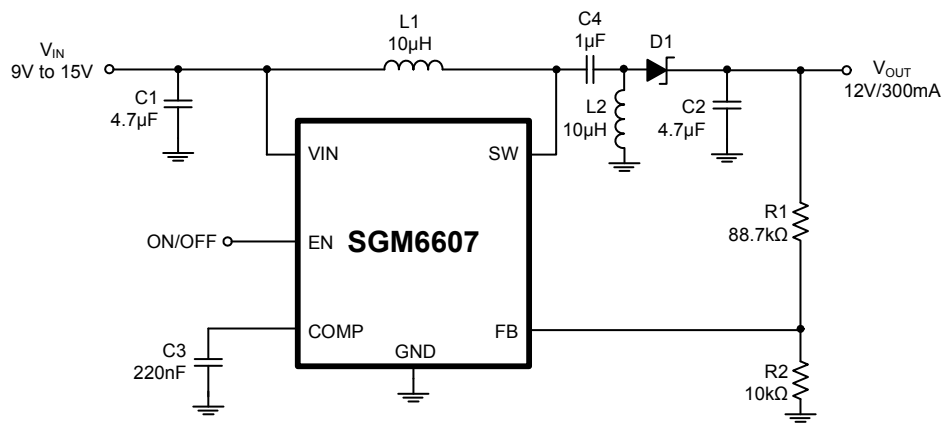 L1
10µH
C4
1µF
D1
VIN
9V to 15V
VOUT
12V/300mA
C1
4.7µF
L2
10µH
C2
4.7µF
VIN
SW
R1
88.7kΩ
ON/OFF
EN
SGM6607
COMP
FB
GND
C3
220nF
R2
10kΩ